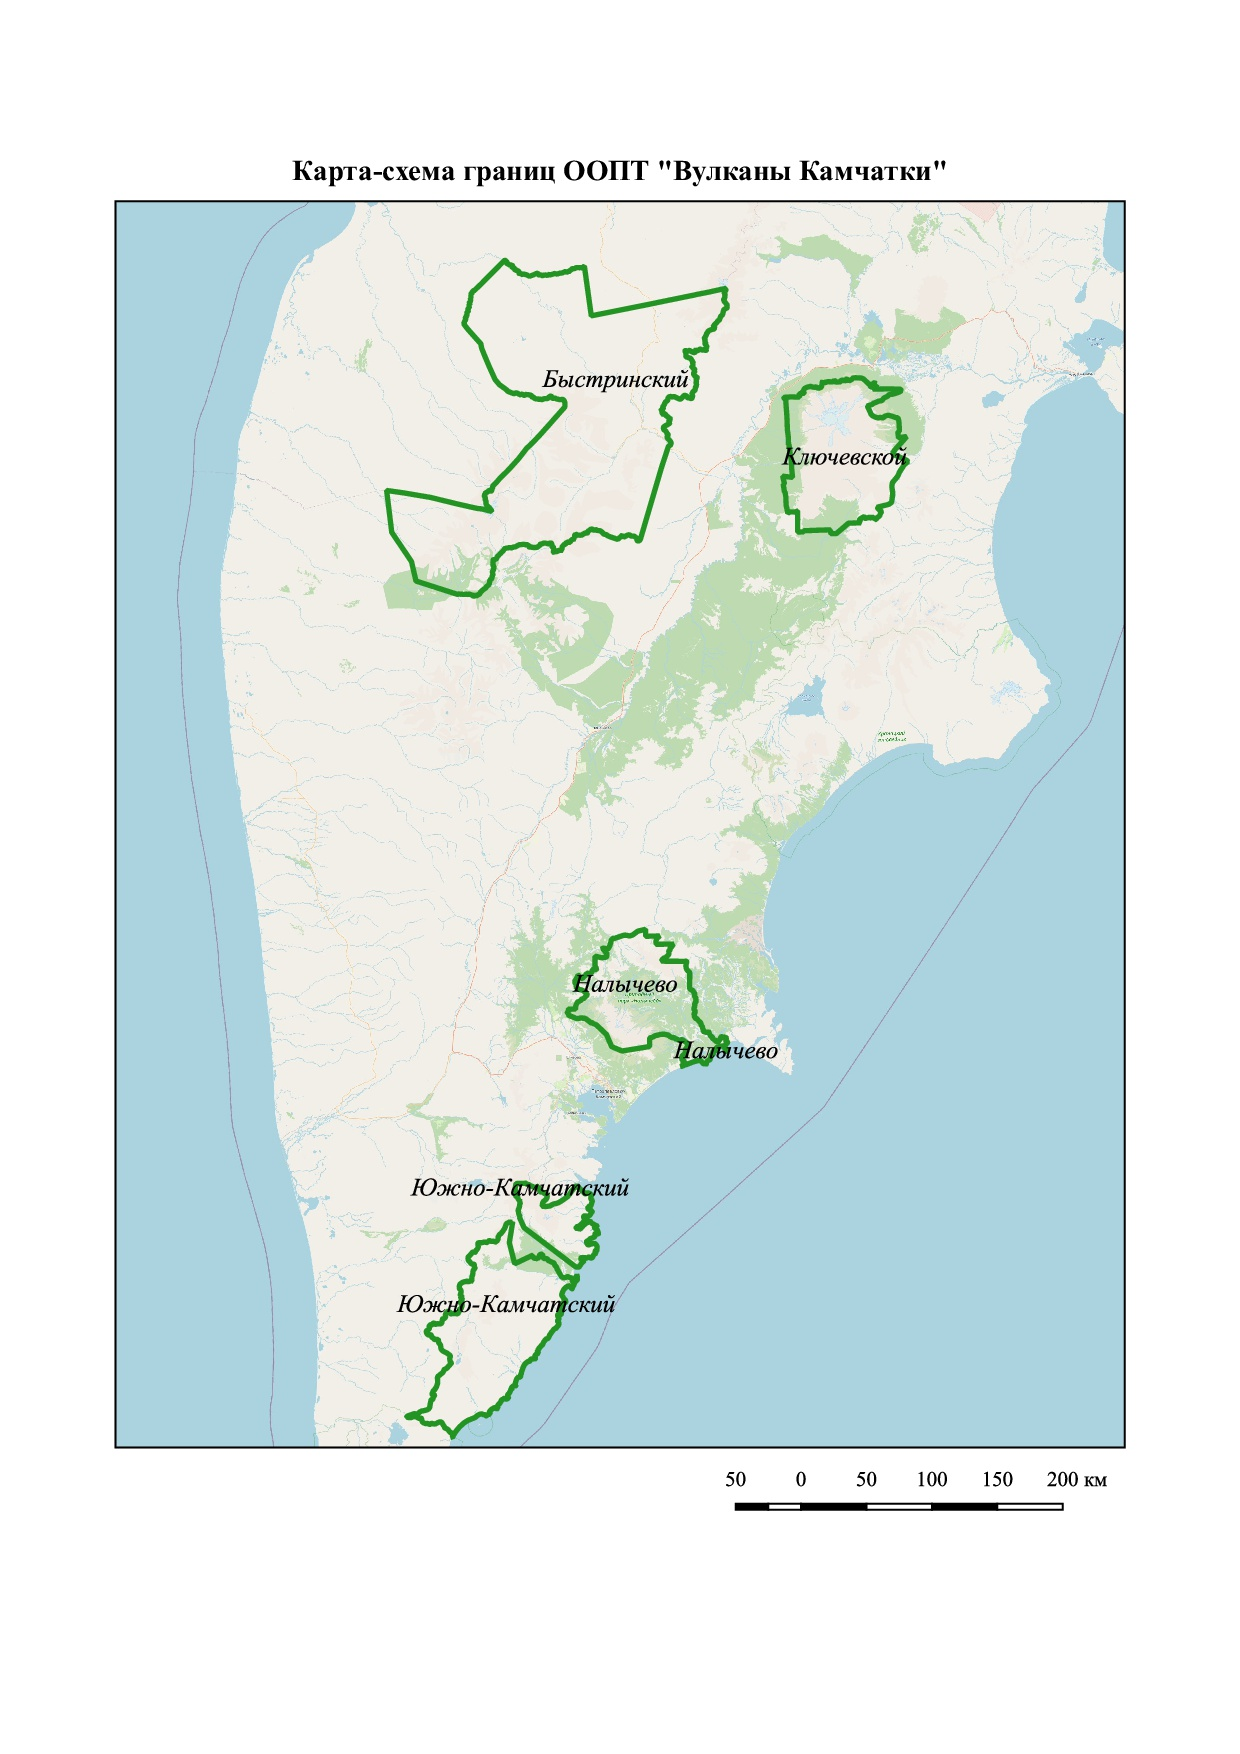 Карта-схема границ ООПТ "Вулканы Камчатки"
Быстринский
Ключевской
Налычево
Налычево
Южно-Камчатский
Южно-Камчатский
50 0 50 100 150 200 км